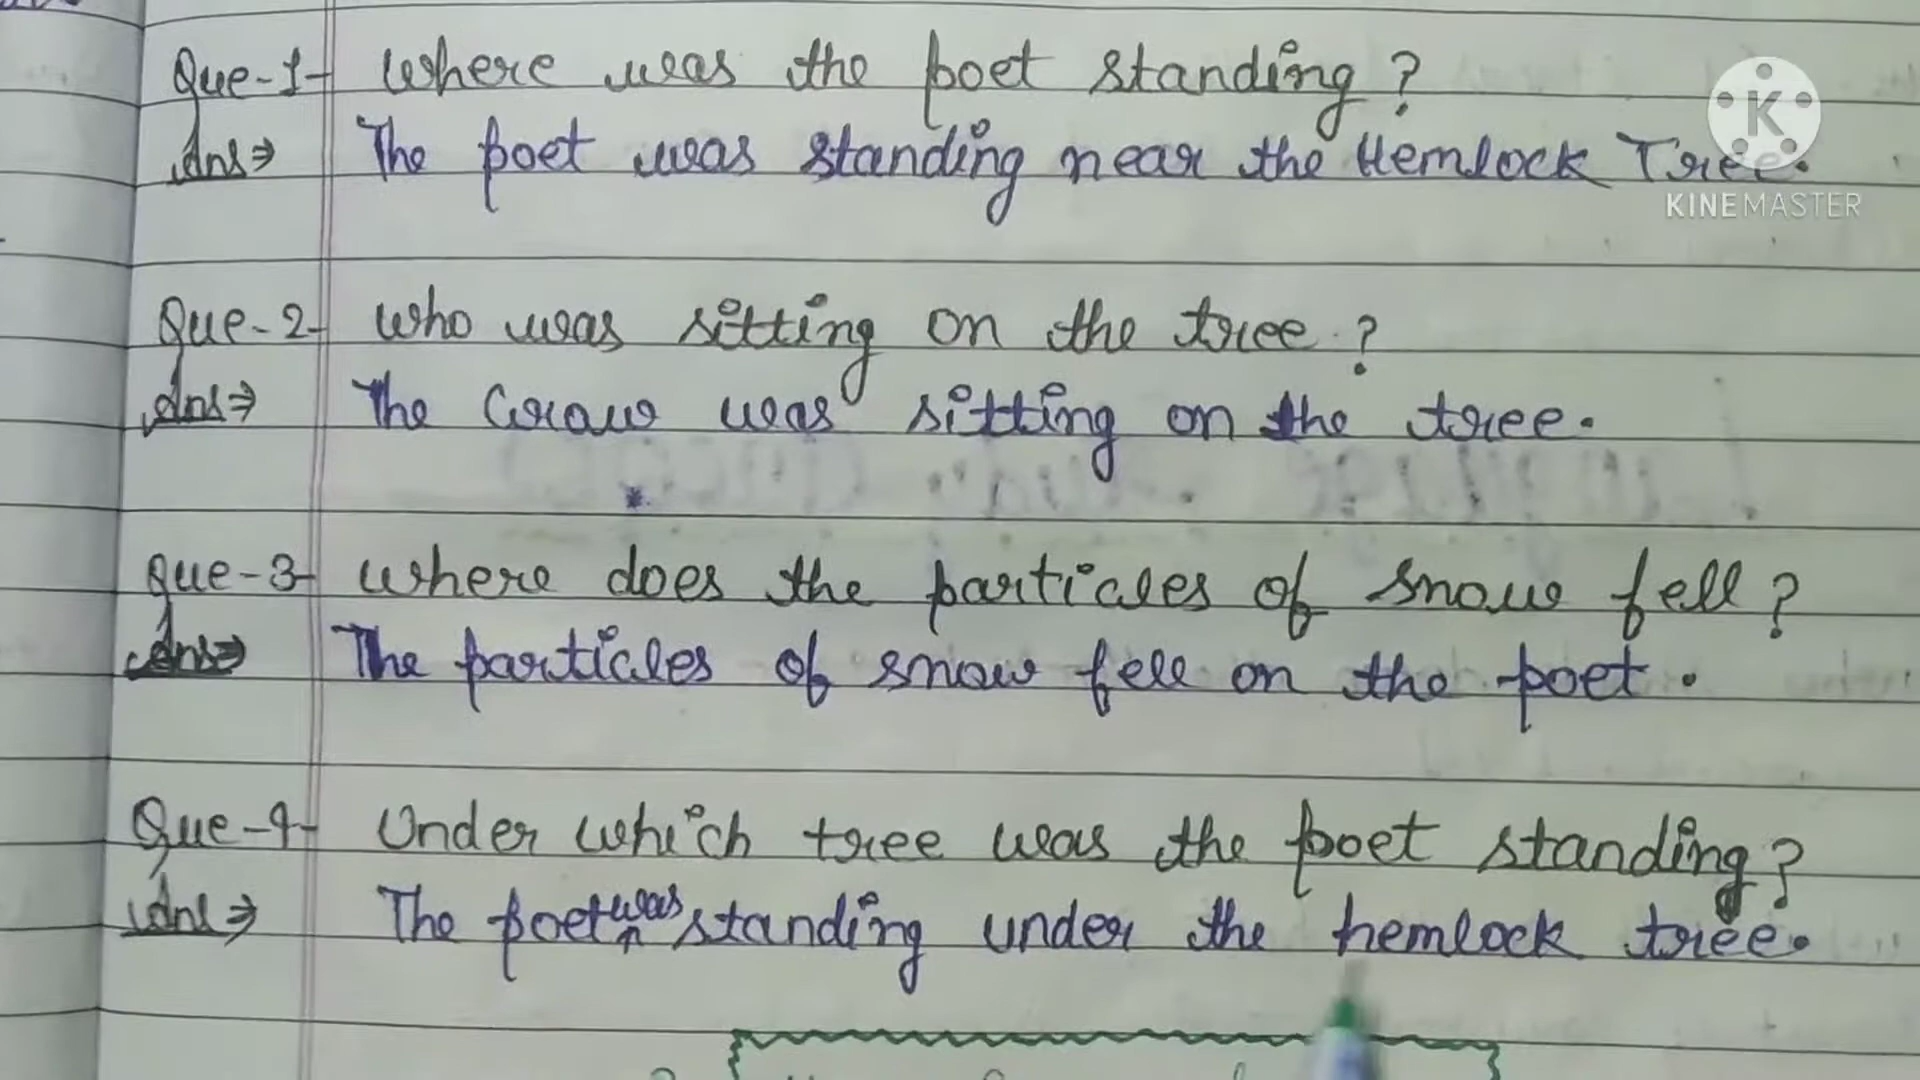 Que-1- Where was the poet standing?
Ans⇒ The poet was standing near the Hemlock Tree.
KINEMASTER
Que-2- Who was sitting on the tree?
Ans⇒ The Craw was sitting on the tree.
Que-3- Where does the particles of snow fell?
Ans⇒ The particles of snow fell on the poet.
Que-4- Under which tree was the poet standing?
Ans⇒ The poet was standing under the hemlock tree.